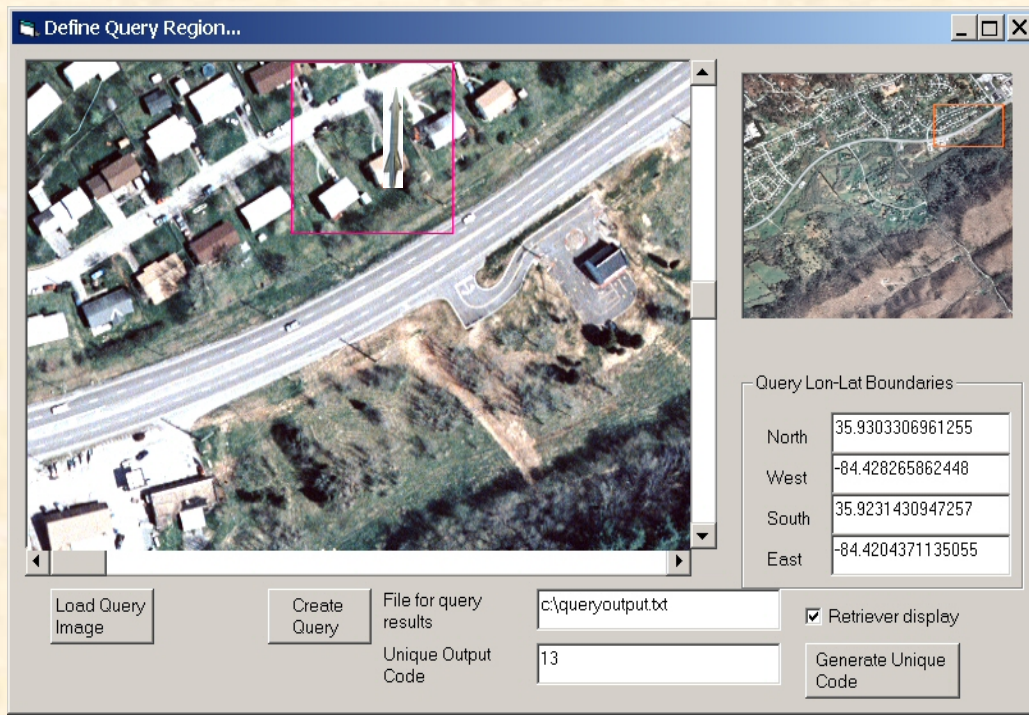 Define Query Region...
Query Lon-Lat Boundaries
North
35.9303306961255
West
-84.428265862448
South
35.9231430947257
East
-84.4204371135055
Load Query
Image
Create
Query
File for query
results
c:\queryoutput.txt
Retriever display
Unique Output
Code
13
Generate Unique
Code